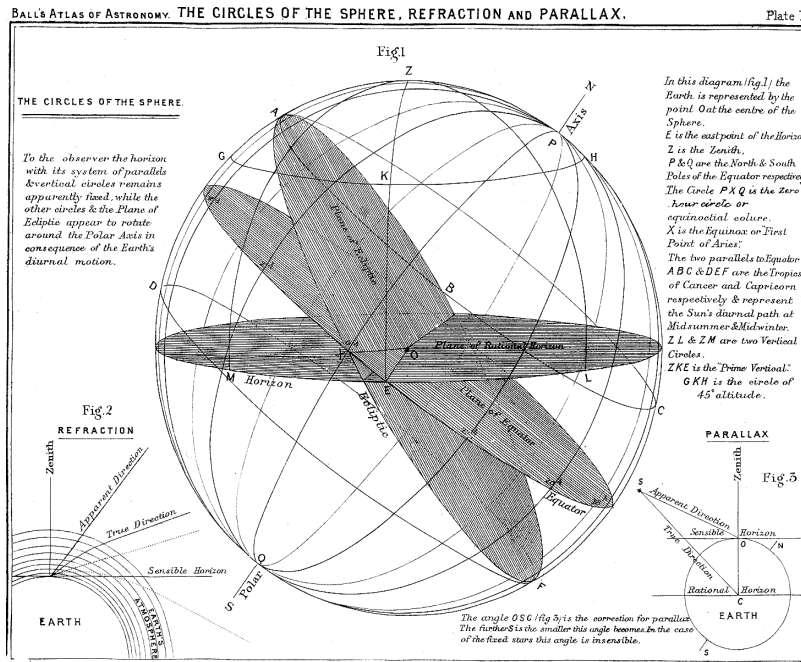 BALL'S ATLAS OF ASTRONOMY. THE CIRCLES OF THE SPHERE, REFRACTION AND PARALLAX. Plate
Fig.1
THE CIRCLES OF THE SPHERE.
To the observer the horizon
with its system of parallels
& vertical circles remains
apparently fixed, while the
other circles & the Plane of
Ecliptic appear to rotate
around the Polar Axis in
consequence of the Earth's
diurnal motion.
In this diagram (fig.1) the
Earth is represented by the
point O at the centre of the
Sphere.
E is the east point of the Horizo
Z is the Zenith,
P & Q are the North & South
Poles of the Equator respective
The Circle P X Q is the Zero
hour circle or
equinoctial colure.
X is the Equinox or "First
Point of Aries".
The two parallels to Equator
A B C & D E F are the Tropics
of Cancer and Capricorn
respectively & represent
the Sun's diurnal path at
Midsummer & Midwinter.
Z L & Z M are two Vertical
Circles.
ZKE is the "Prime Vertical."
G K H is the circle of
45° altitude.
Z
N
Axis
P
A
G
K
H
Plane of Ecliptic
B
D
Plane of Rational Horizon
O
M
Horizon
E
L
C
Ecliptic
Plane of Equator
Equator
Q
S Polar
F
Fig.2
REFRACTION
Zenith
Apparent Direction
True Direction
Sensible Horizon
EARTH
EARTH'S
ATMOSPHERE
PARALLAX
Fig.3
Zenith
S
Apparent Direction
True Direction
Sensible Horizon
O
N
Rational Horizon
C
EARTH
S
The angle OSC (fig 3) is the correction for parallax
The further S is the smaller this angle becomes. In the case
of the fixed stars this angle is insensible.